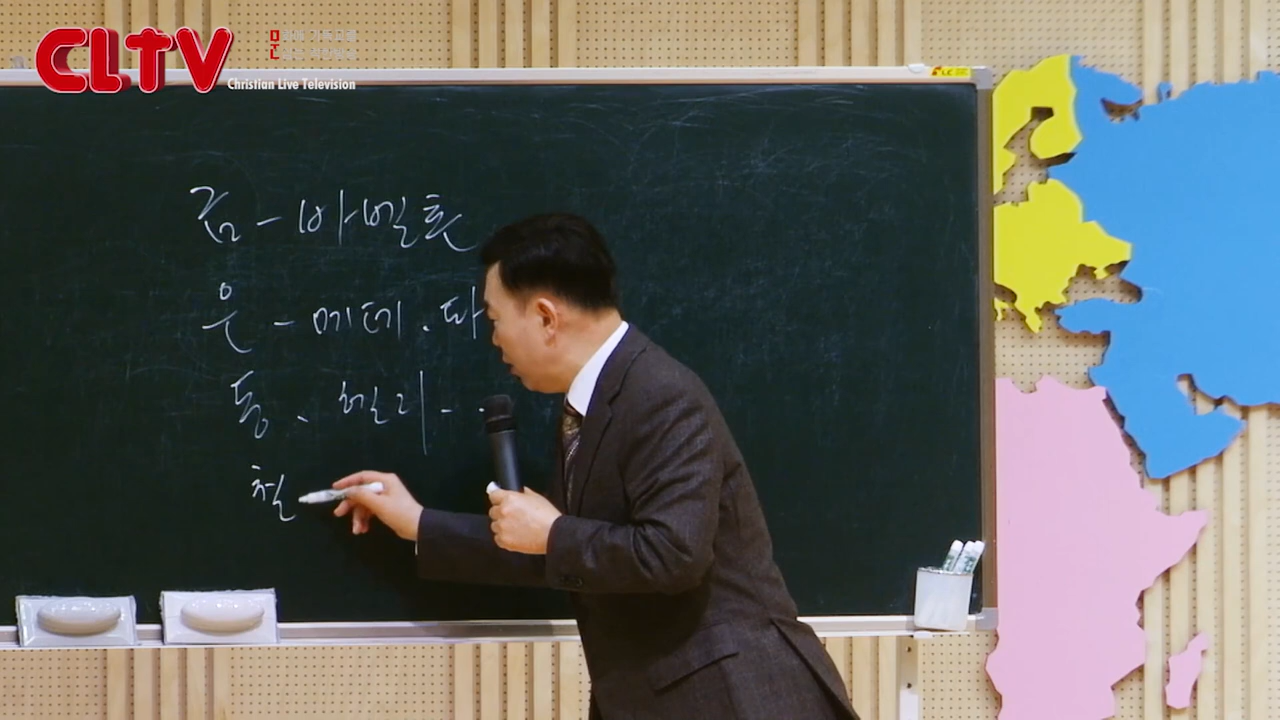 CLTV
Christian Live Television
금 - 바벨론
은 - 메데 . 파
동 . 헬라 - .
철